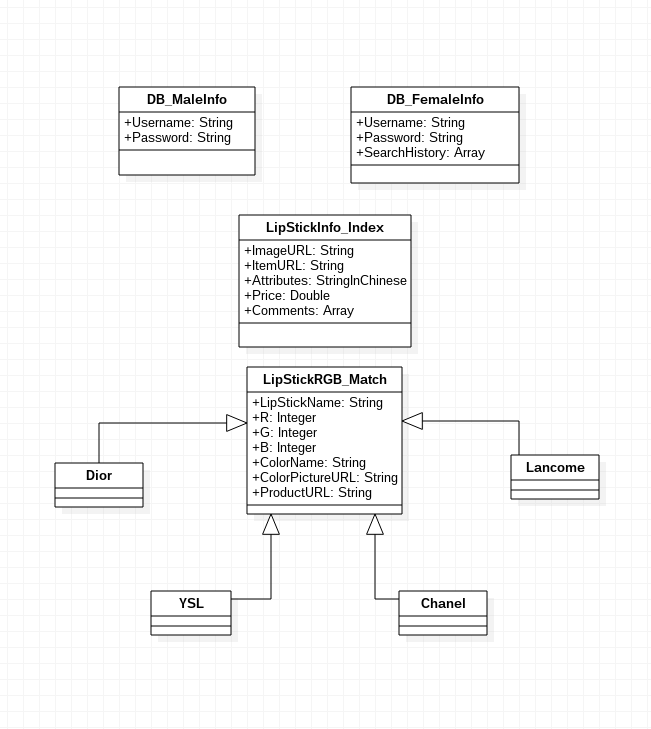 DB_MaleInfo
+Username: String
+Password: String
DB_FemaleInfo
+Username: String
+Password: String
+SearchHistory: Array
LipStickInfo_Index
+ImageURL: String
+ItemURL: String
+Attributes: StringInChinese
+Price: Double
+Comments: Array
LipStickRGB_Match
+LipStickName: String
+R: Integer
+G: Integer
+B: Integer
+ColorName: String
+ColorPictureURL: String
+ProductURL: String
Dior
Lancome
YSL
Chanel